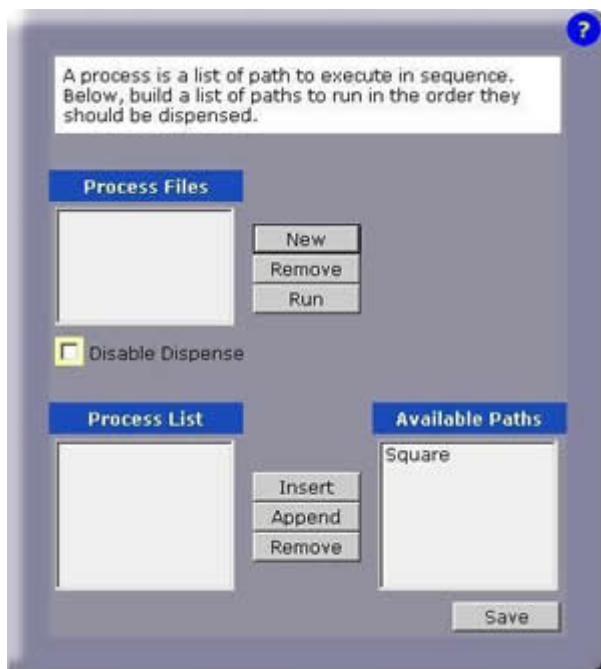 ?
A process is a list of path to execute in sequence.
Below, build a list of paths to run in the order they
should be dispensed.
Process Files
New
Remove
Run
Disable Dispense
Process List
Available Paths
Square
Insert
Append
Remove
Save